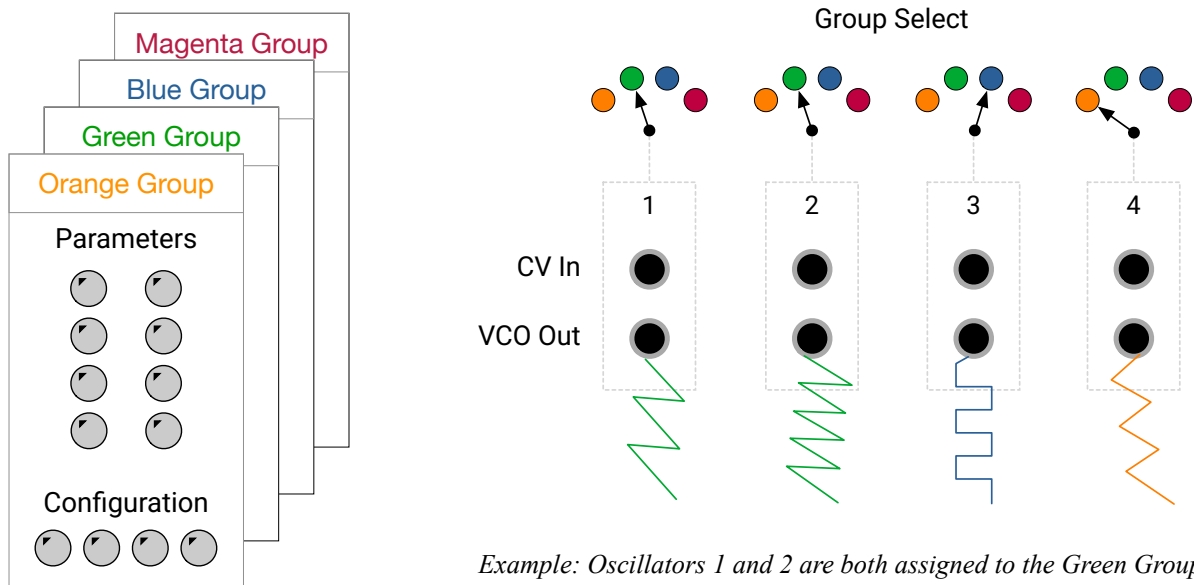 Magenta Group
Blue Group
Green Group
Orange Group
Parameters
Configuration
Group Select
1 2 3 4
CV In
VCO Out
Example: Oscillators 1 and 2 are both assigned to the Green Group